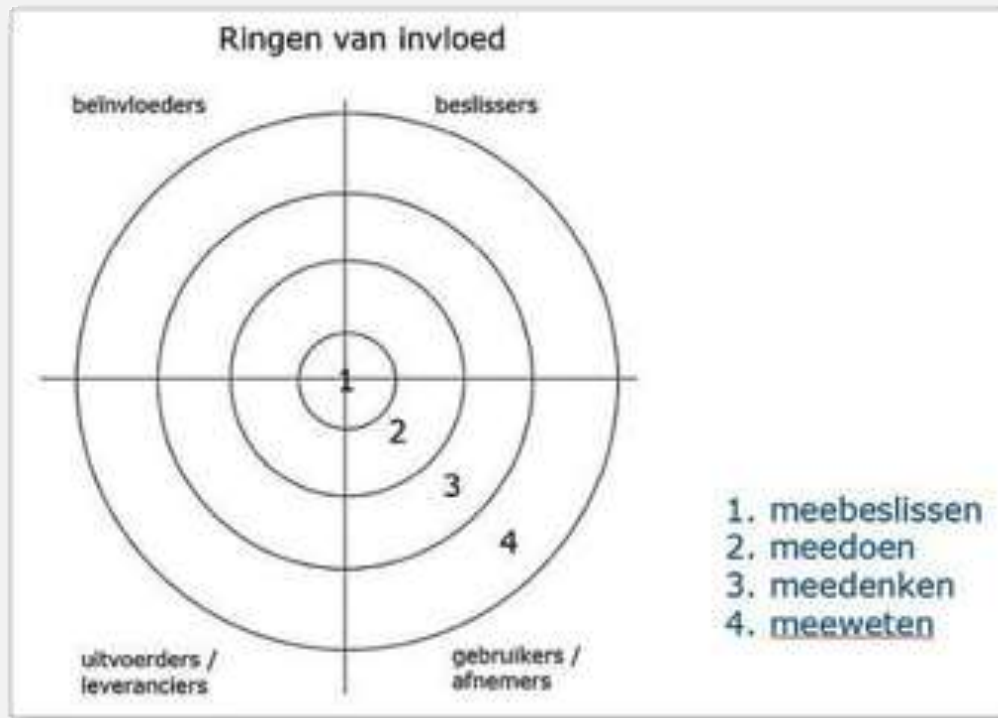 Ringen van invloed
beïnvloeders
beslissers
1
2
3
4
1. meebeslissen
2. meedoen
3. meedenken
4. meeweten
uitvoerders /
leveranciers
gebruikers /
afnemers